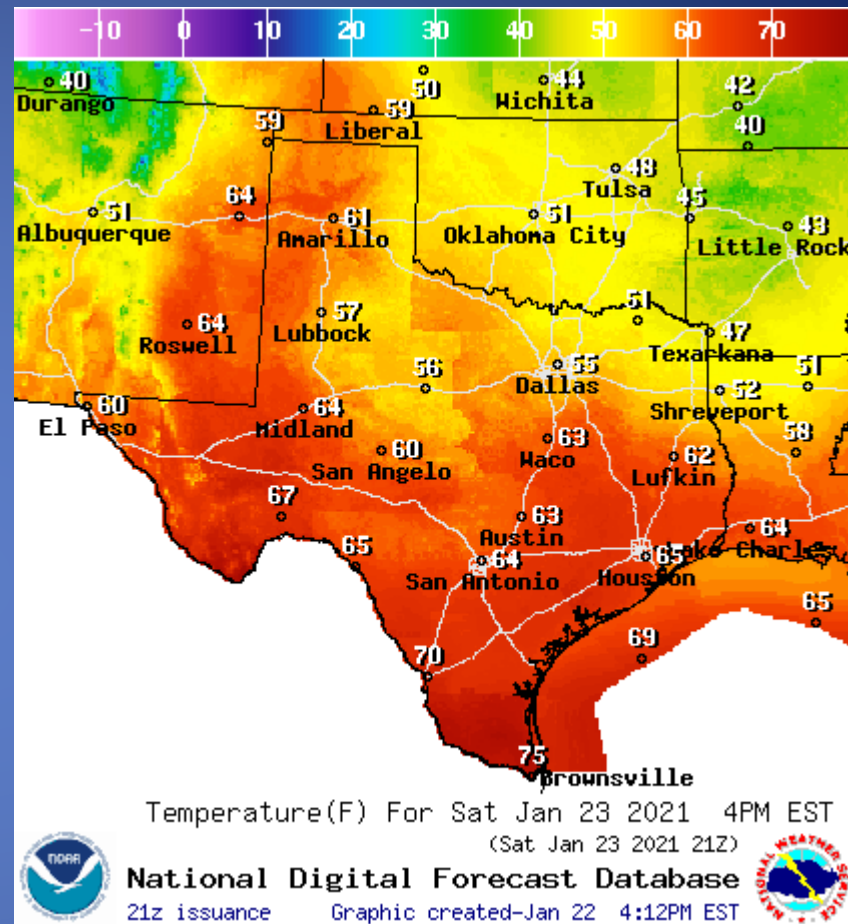 -10 0 10 20 30 40 50 60 70
40 50 44 42
Durango Wichita
59 59 40
Liberal
48
Tulsa
51 64 61 51 45 43
Albuquerque Amarillo Oklahoma City Little Rock
64 57 51 47
Roswell Lubbock Texarkana
56 55 52 51
Dallas Shreveport
60 64 63 58
El Paso Midland Waco
60 62
San Angelo Lufkin
67 63 64
Austin Lake Charles
65 64 65
San Antonio Houston
65
70 69
75
Brownsville
Temperature(F) For Sat Jan 23 2021 4PM EST
(Sat Jan 23 2021 21Z)
National Digital Forecast Database
21z issuance Graphic created-Jan 22 4:12PM EST
NOAA
NATIONAL WEATHER SERVICE